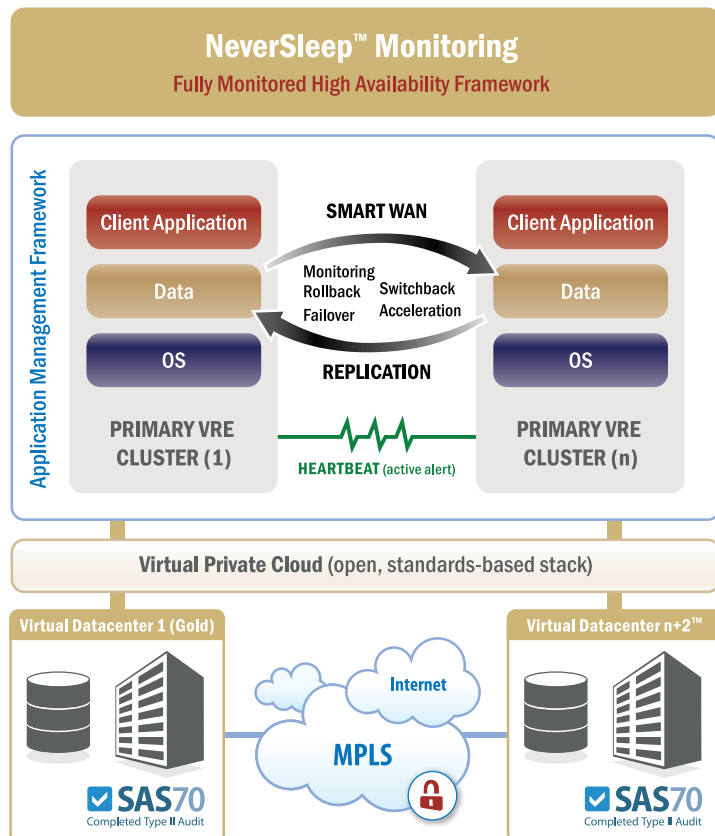 NeverSleep™ Monitoring
Fully Monitored High Availability Framework
Application Management Framework
Client Application
Data
OS
PRIMARY VRE
CLUSTER (1)
SMART WAN
Monitoring
Rollback
Failover
Switchback
Acceleration
REPLICATION
HEARTBEAT (active alert)
Client Application
Data
OS
PRIMARY VRE
CLUSTER (n)
Virtual Private Cloud (open, standards-based stack)
Virtual Datacenter 1 (Gold)
SAS70
Completed Type II Audit
Internet
MPLS
Virtual Datacenter n+2™
SAS70
Completed Type II Audit